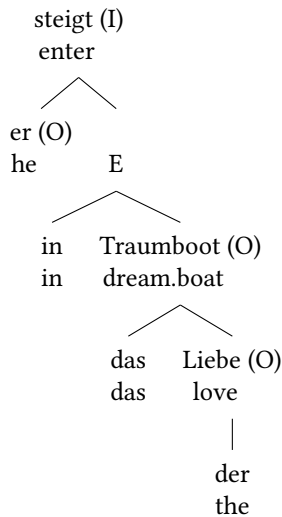 steigt (I)
enter
er (O)
he E
in Traumboot (O)
in dream.boat
das Liebe (O)
das love
der
the